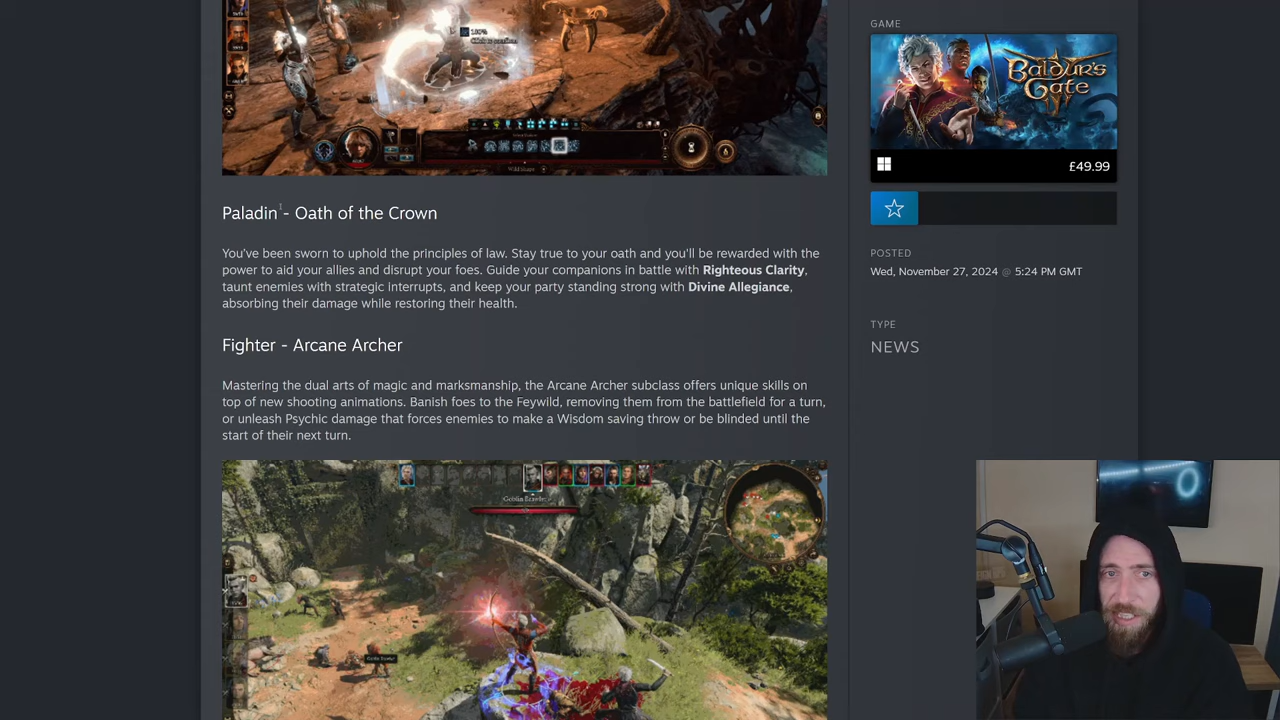 100%
GAME
BALDUR'S
GATE
£49.99
Paladin - Oath of the Crown
You've been sworn to uphold the principles of law. Stay true to your oath and you'll be rewarded with the
power to aid your allies and disrupt your foes. Guide your companions in battle with Righteous Clarity,
taunt enemies with strategic Interrupts, and keep your party standing strong with Divine Allegiance,
absorbing their damage while restoring their health.
POSTED
Wed, November 27, 2024 @ 5:24 PM GMT
TYPE
NEWS
Fighter - Arcane Archer
Mastering the dual arts of magic and marksmanship, the Arcane Archer subclass offers unique skills on
top of new shooting animations. Banish foes to the Feywild, removing them from the battlefield for a turn,
or unleash Psychic damage that forces enemies to make a Wisdom saving throw or be blinded until the
start of their next turn.